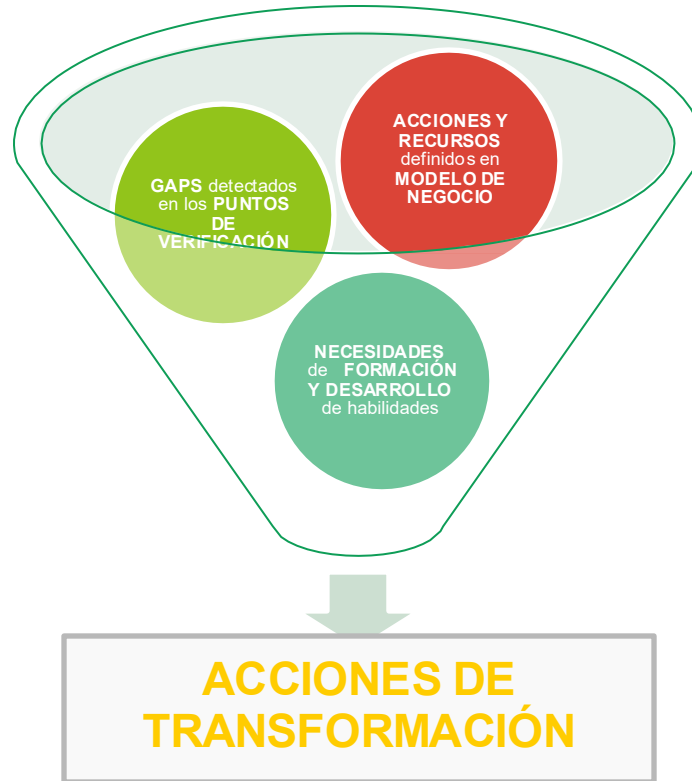 ACCIONES Y
RECURSOS
definidos en
MODELO DE
NEGOCIO
GAPS detectados
en los PUNTOS
DE
VERIFICACIÓN
NECESIDADES
de FORMACIÓN
Y DESARROLLO
de habilidades
ACCIONES DE
TRANSFORMACIÓN